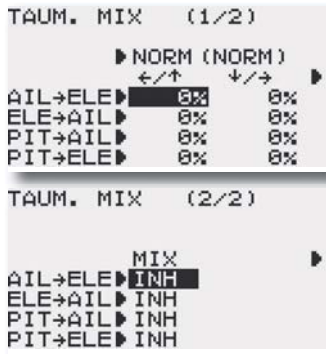 TAUM. MIX (1/2)
▶NORM (NORM)
←/↑ ↓/→ ▶
AIL→ELE▶ 0% 0%
ELE→AIL▶ 0% 0%
PIT→AIL▶ 0% 0%
PIT→ELE▶ 0% 0%
TAUM. MIX (2/2)
MIX ▶
AIL→ELE▶INH
ELE→AIL▶INH
PIT→AIL▶INH
PIT→ELE▶INH